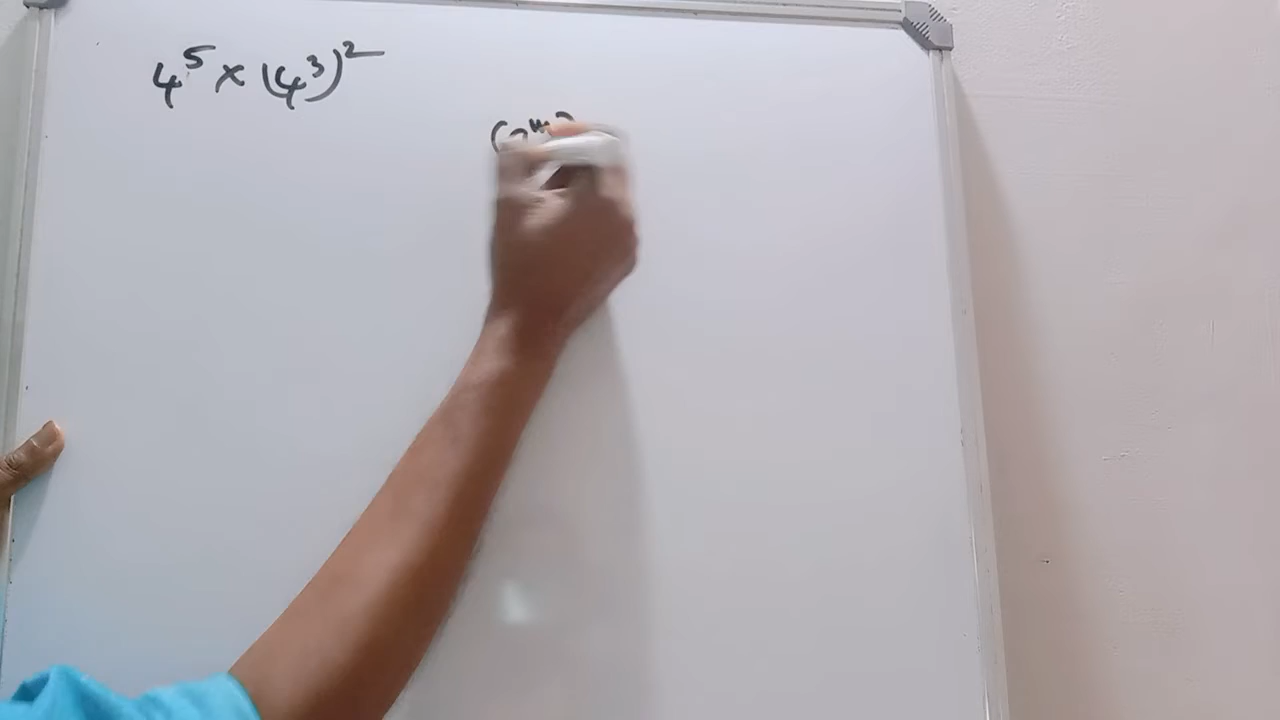 4⁵ × (4³)²